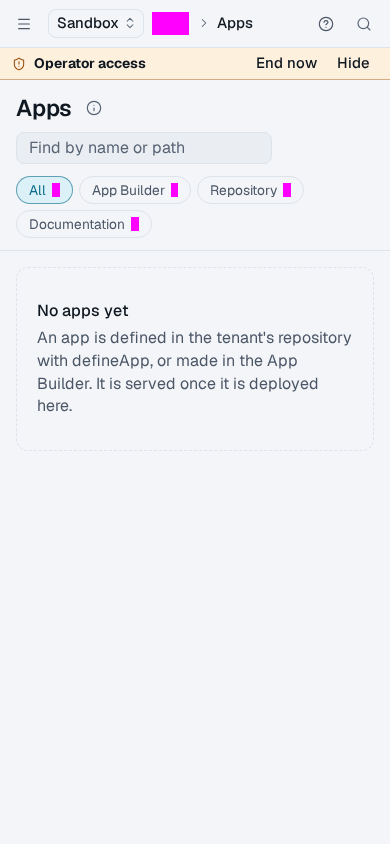 Sandbox
Apps
Operator access
End now
Hide
Apps
Find by name or path
All
App Builder
Repository
Documentation
No apps yet
An app is defined in the tenant's repository
with defineApp, or made in the App
Builder. It is served once it is deployed
here.